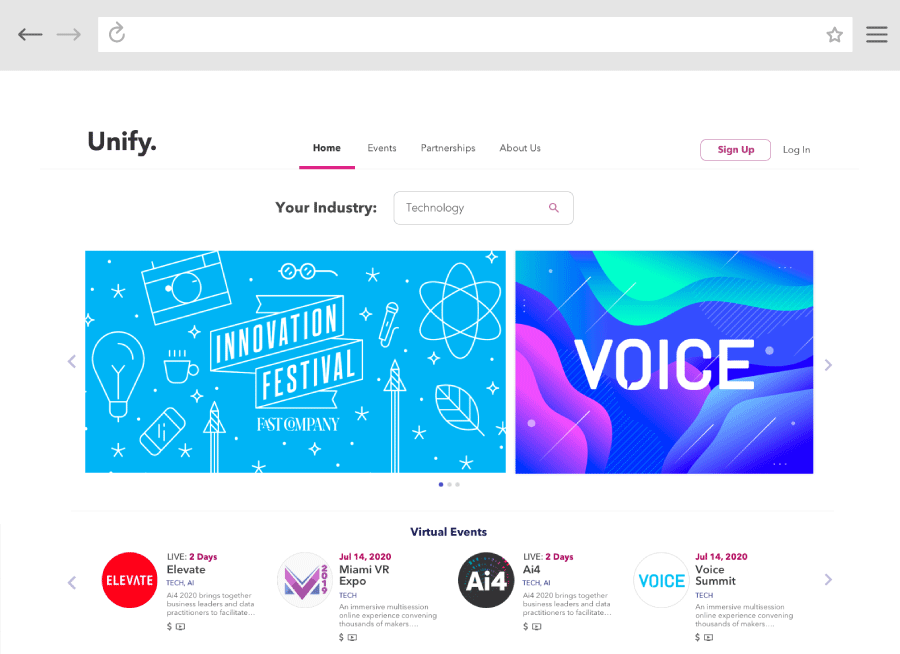 Unify.
Home Events Partnerships About Us
Sign Up Log In
Your Industry: Technology
INNOVATION
FESTIVAL
FAST COMPANY
VOICE
Virtual Events
ELEVATE
LIVE: 2 Days
Elevate
TECH, AI
Ai4 2020 brings together
business leaders and data
practitioners to facilitate...
$
2019
Jul 14, 2020
Miami VR
Expo
TECH
An immersive multisession
online experience convening
thousands of makers....
$
Ai4
LIVE: 2 Days
Ai4
TECH, AI
Ai4 2020 brings together
business leaders and data
practitioners to facilitate...
$
VOICE
Jul 14, 2020
Voice
Summit
TECH
An immersive multisession
online experience convening
thousands of makers....
$